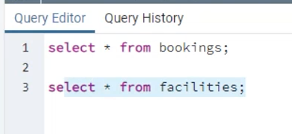 Query Editor Query History
1 select * from bookings;
2
3 select * from facilities;